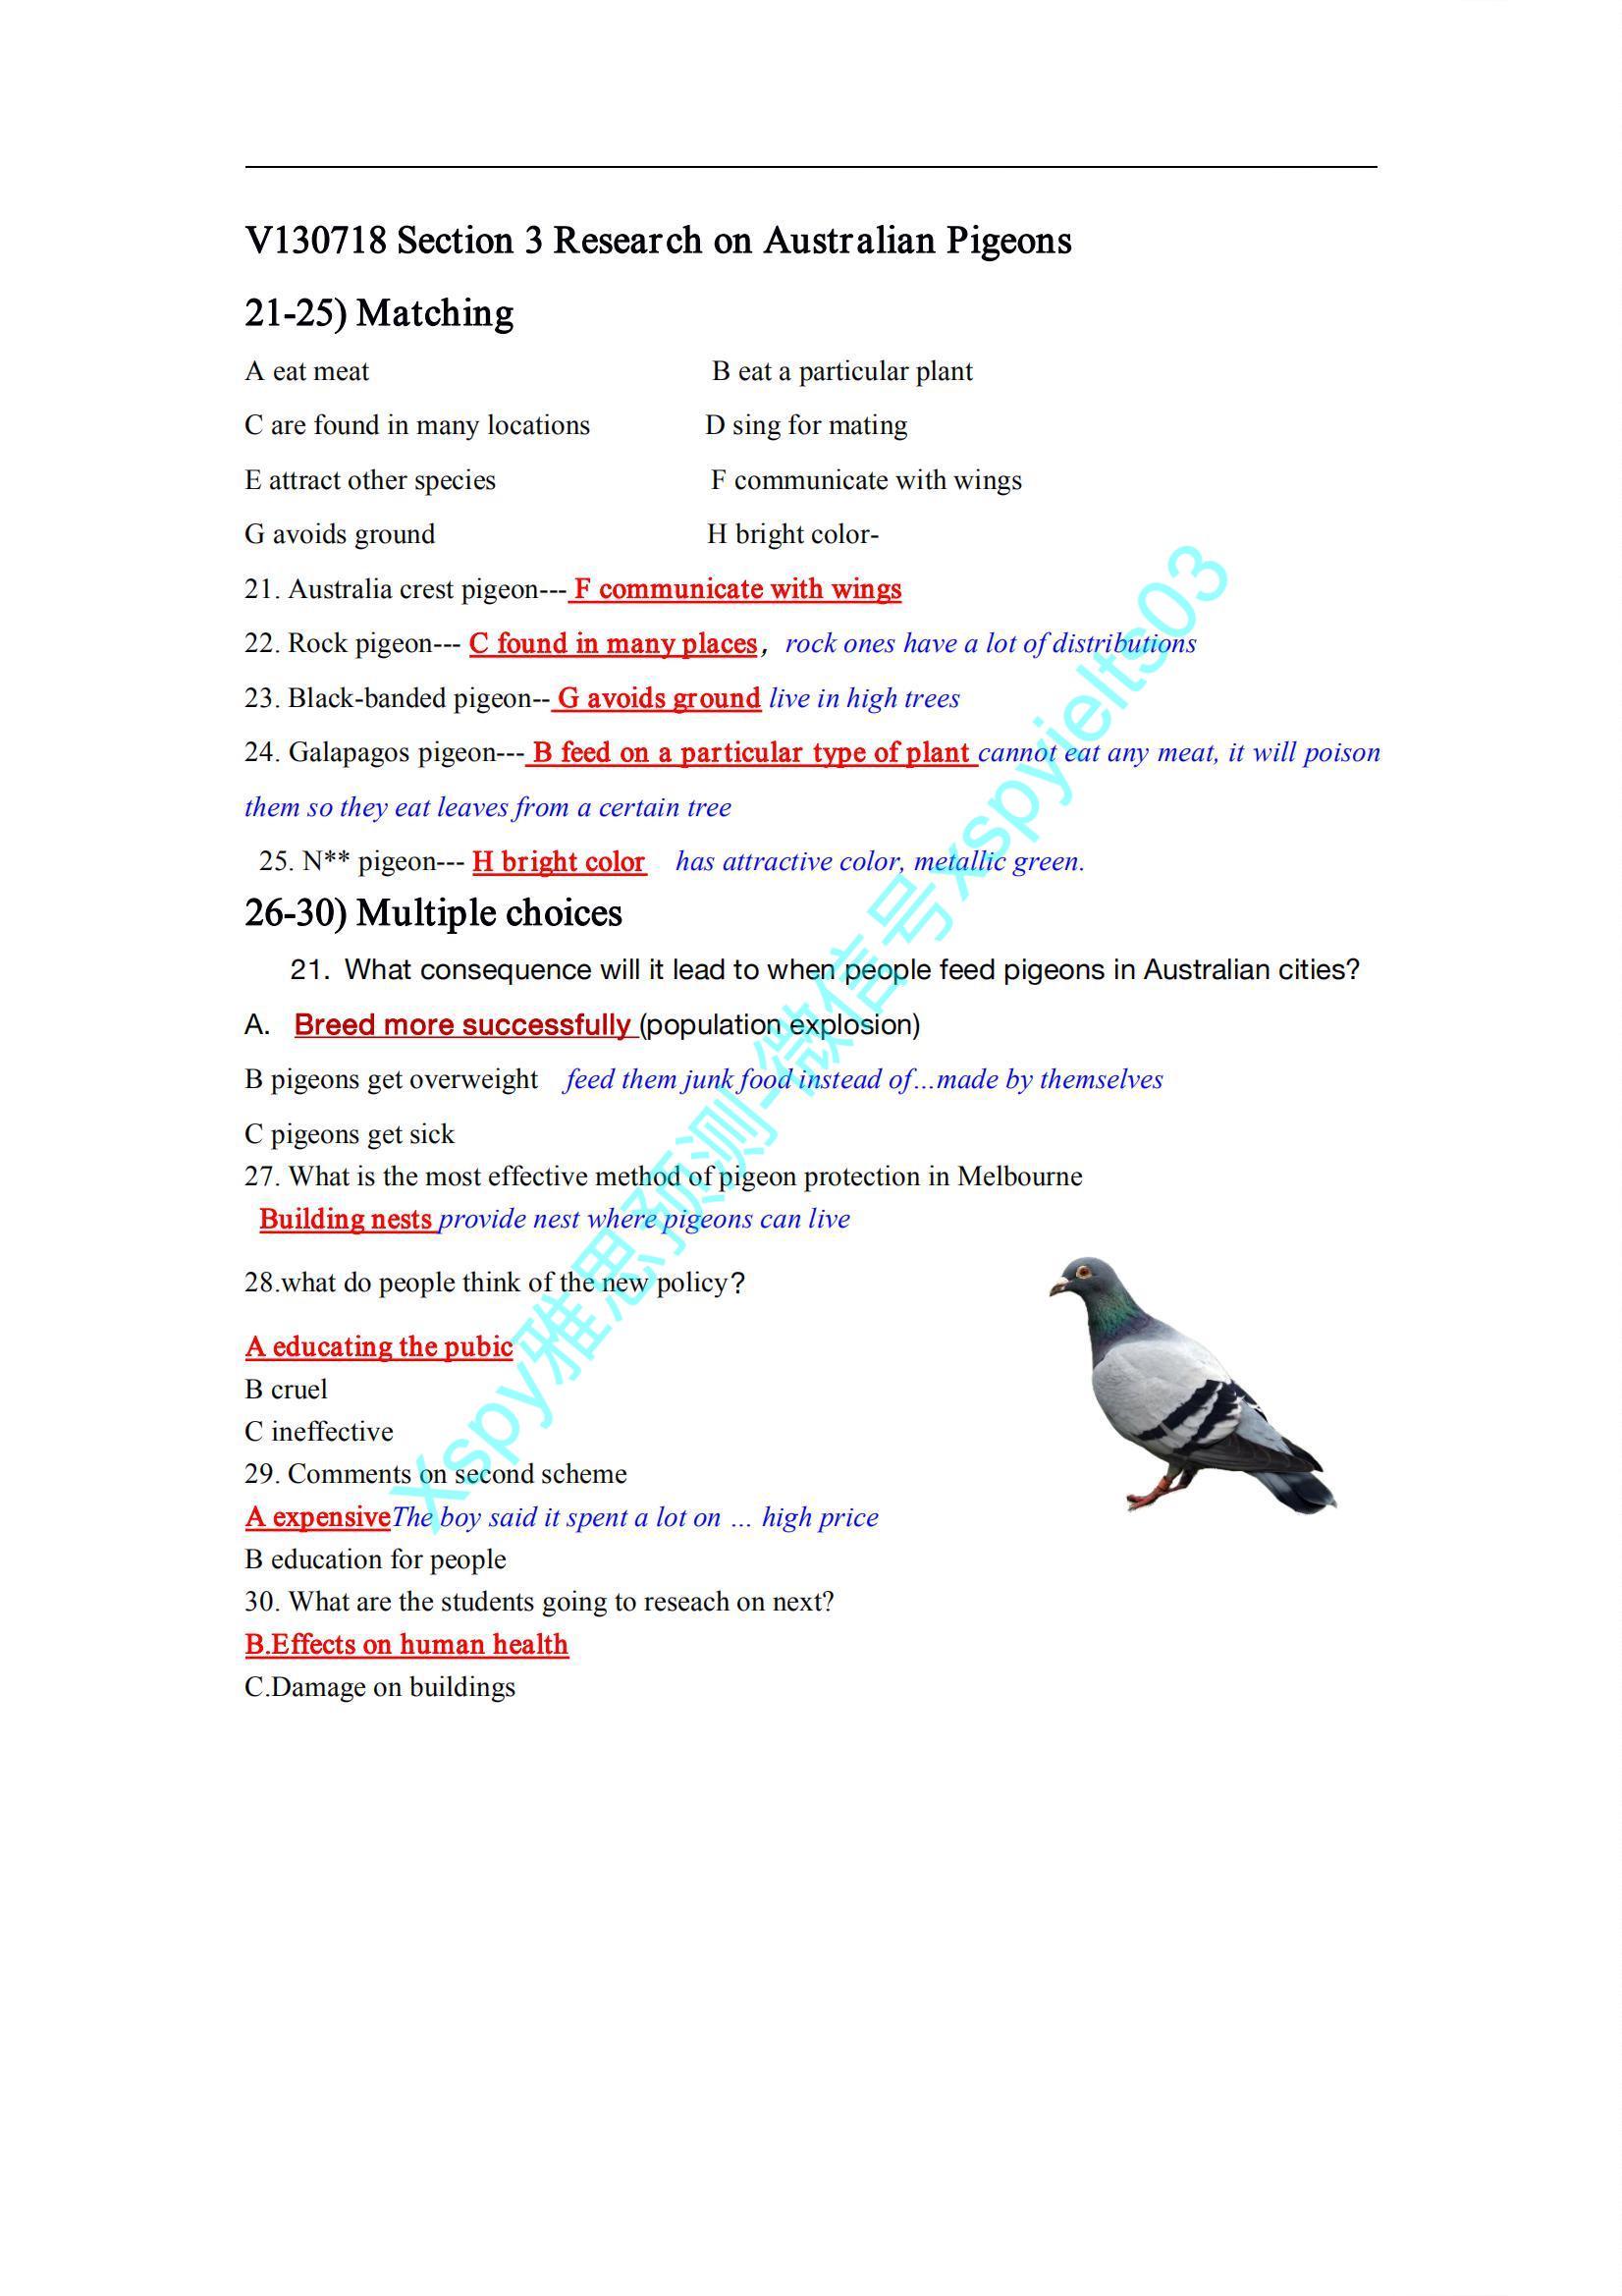 V130718 Section 3 Research on Australian Pigeons
21-25) Matching
A eat meat B eat a particular plant
C are found in many locations D sing for mating
E attract other species F communicate with wings
G avoids ground H bright color-
21. Australia crest pigeon--- F communicate with wings
22. Rock pigeon--- C found in many places，rock ones have a lot of distributions
23. Black-banded pigeon-- G avoids ground live in high trees
24. Galapagos pigeon--- B feed on a particular type of plant cannot eat any meat, it will poison
them so they eat leaves from a certain tree
25. N** pigeon--- H bright color has attractive color, metallic green.
26-30) Multiple choices
21. What consequence will it lead to when people feed pigeons in Australian cities?
A. Breed more successfully (population explosion)
B pigeons get overweight feed them junk food instead of…made by themselves
C pigeons get sick
27. What is the most effective method of pigeon protection in Melbourne
Building nests provide nest where pigeons can live
28.what do people think of the new policy？
A educating the pubic
B cruel
C ineffective
29. Comments on second scheme
A expensiveThe boy said it spent a lot on … high price
B education for people
30. What are the students going to reseach on next?
B.Effects on human health
C.Damage on buildings
Xspy雅思预测-微信号xspyielts03